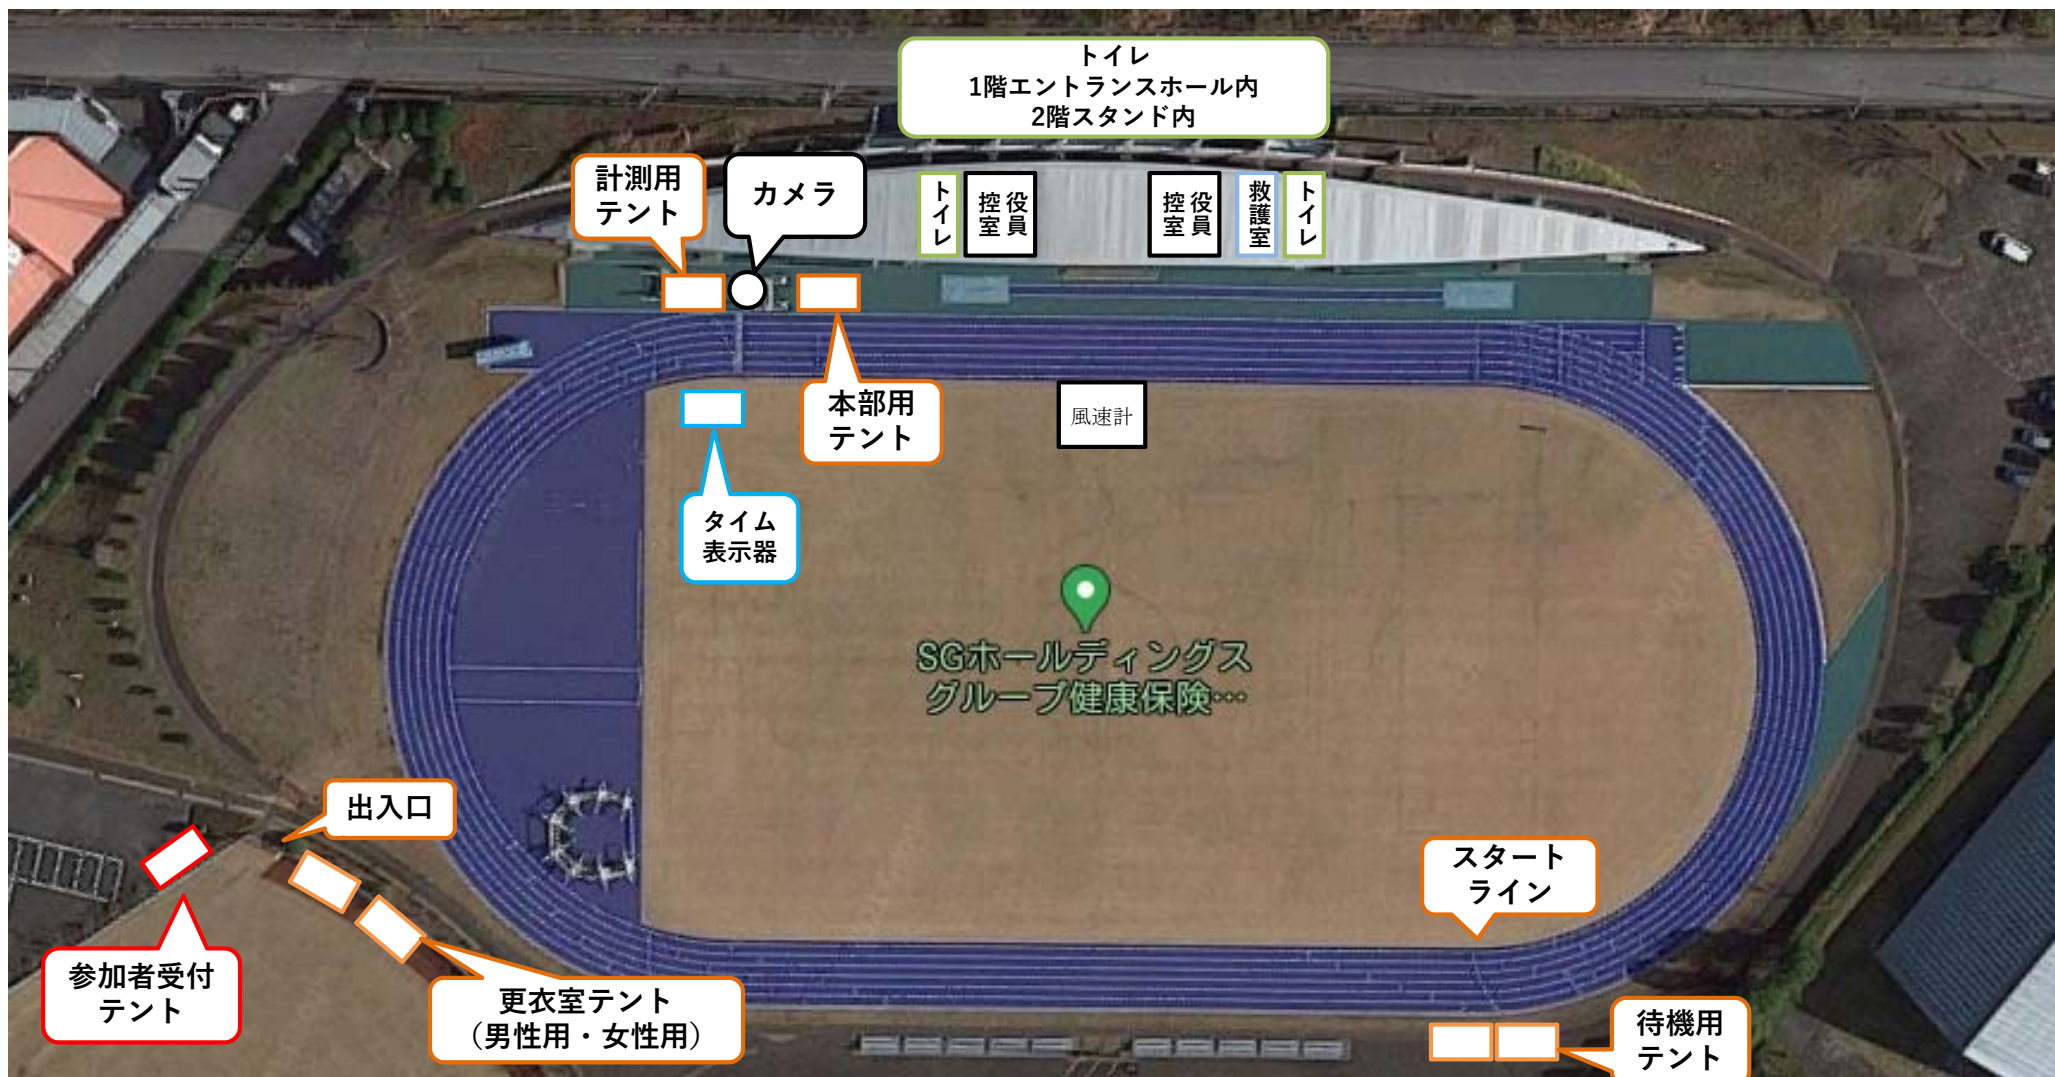 トイレ
1階エントランスホール内
2階スタンド内
計測用
テント
カメラ
トイレ
役員
控室
役員
控室
救護室
トイレ
本部用
テント
風速計
タイム
表示器
SGホールディングス
グループ健康保険…
出入口
スタート
ライン
参加者受付
テント
更衣室テント
（男性用・女性用）
待機用
テント